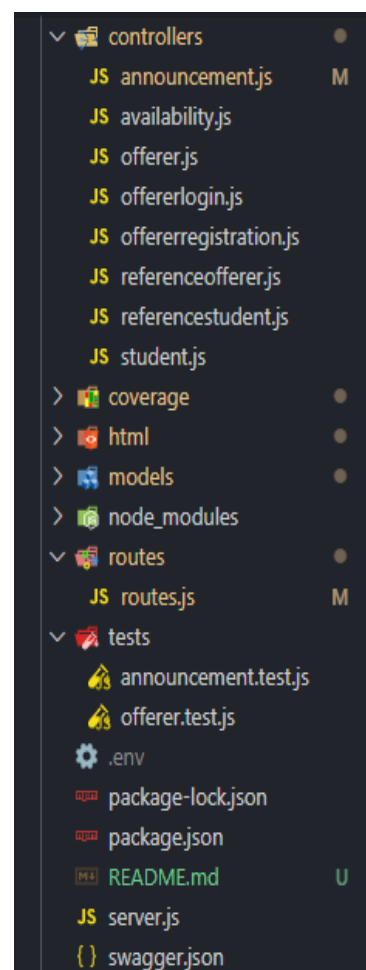 controllers
JS announcement.js M
JS availability.js
JS offerer.js
JS offererlogin.js
JS offererregistration.js
JS referenceofferer.js
JS referencestudent.js
JS student.js
coverage
html
models
node_modules
routes
JS routes.js M
tests
announcement.test.js
offerer.test.js
.env
package-lock.json
package.json
README.md U
JS server.js
{} swagger.json